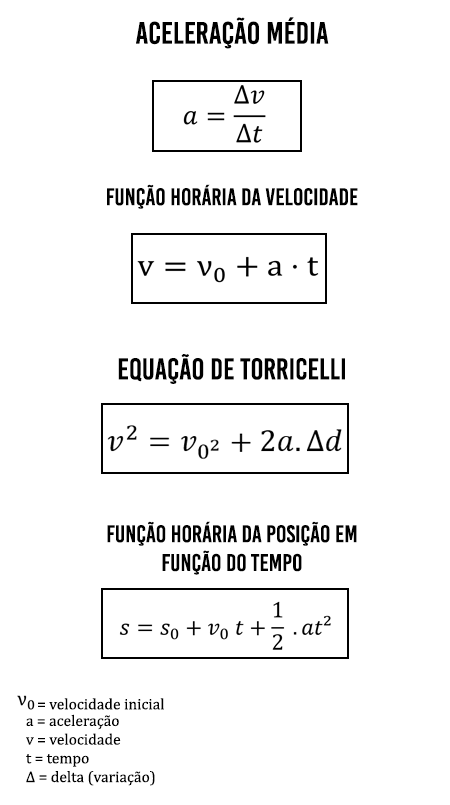 ACELERAÇÃO MÉDIA
a = Δv/Δt
FUNÇÃO HORÁRIA DA VELOCIDADE
v = v₀ + a · t
EQUAÇÃO DE TORRICELLI
v² = v₀² + 2a. Δd
FUNÇÃO HORÁRIA DA POSIÇÃO EM
FUNÇÃO DO TEMPO
s = s₀ + v₀ t + 1/2 . at²
v₀ = velocidade inicial
a = aceleração
v = velocidade
t = tempo
Δ = delta (variação)